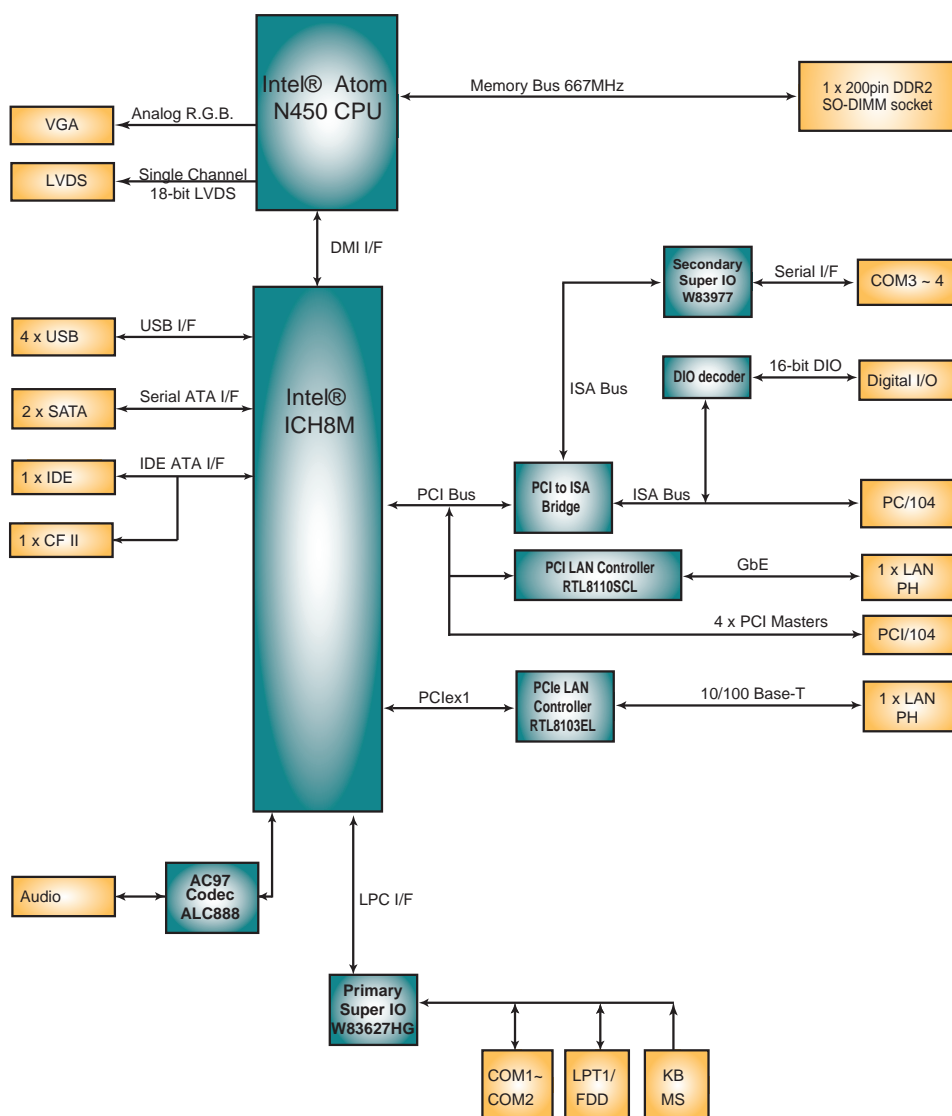 Intel® Atom
N450 CPU
Memory Bus 667MHz
1 x 200pin DDR2
SO-DIMM socket
Analog R.G.B.
VGA
LVDS
Single Channel
18-bit LVDS
DMI I/F
Secondary
Super IO
W83977
Serial I/F
COM3 ~ 4
4 x USB
USB I/F
ISA Bus
DIO decoder
16-bit DIO
Digital I/O
2 x SATA
Serial ATA I/F
Intel®
ICH8M
1 x IDE
IDE ATA I/F
1 x CF II
PCI Bus
PCI to ISA
Bridge
ISA Bus
PC/104
PCI LAN Controller
RTL8110SCL
GbE
1 x LAN
PH
4 x PCI Masters
PCI/104
PCIex1
PCIe LAN
Controller
RTL8103EL
10/100 Base-T
1 x LAN
PH
Audio
AC97
Codec
ALC888
LPC I/F
Primary
Super IO
W83627HG
COM1~
COM2
LPT1/
FDD
KB
MS